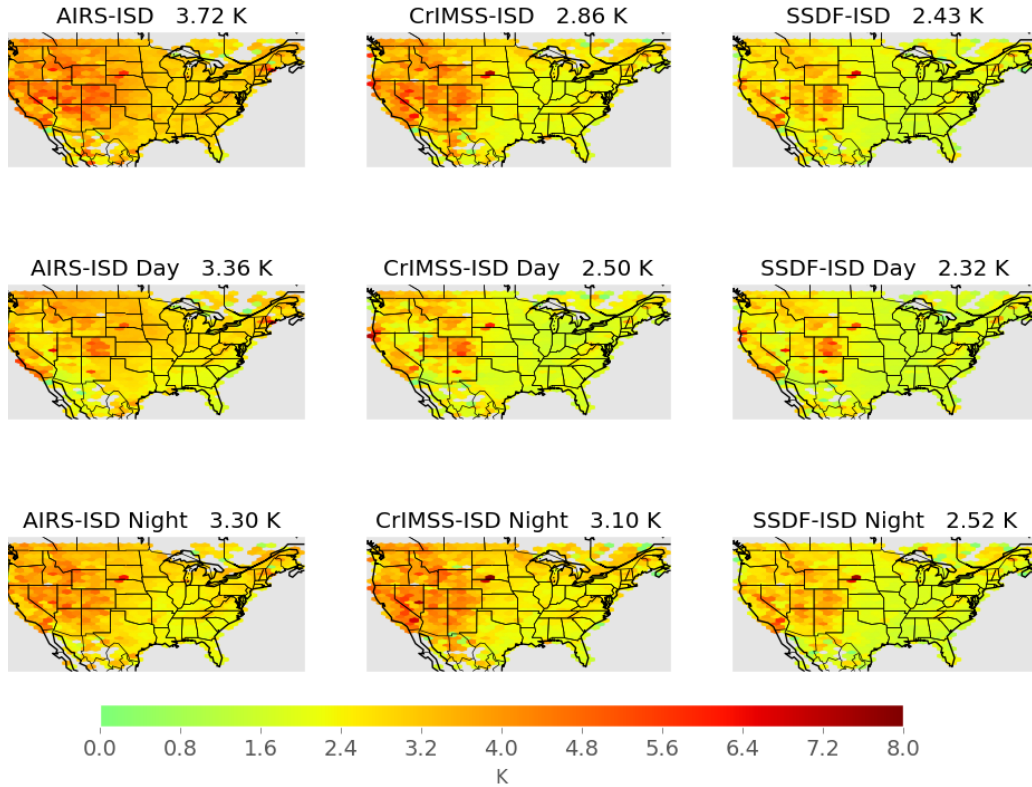 AIRS-ISD 3.72 K
CrIMSS-ISD 2.86 K
SSDF-ISD 2.43 K
AIRS-ISD Day 3.36 K
CrIMSS-ISD Day 2.50 K
SSDF-ISD Day 2.32 K
AIRS-ISD Night 3.30 K
CrIMSS-ISD Night 3.10 K
SSDF-ISD Night 2.52 K
0.0 0.8 1.6 2.4 3.2 4.0 4.8 5.6 6.4 7.2 8.0
K